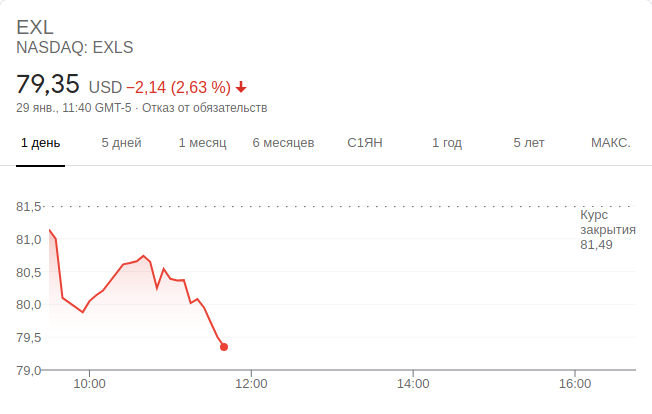 EXL
NASDAQ: EXLS
79,35 USD −2,14 (2,63 %)
29 янв., 11:40 GMT-5 · Отказ от обязательств
1 день 5 дней 1 месяц 6 месяцев С1ЯН 1 год 5 лет МАКС.
81,5
Курс
закрытия
81,49
81,0
80,5
80,0
79,5
79,0
10:00 12:00 14:00 16:00